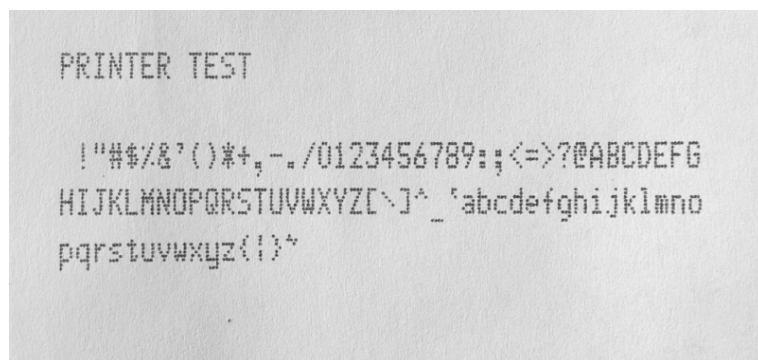 PRINTER TEST
 !"#$%&'()*+,-./0123456789:;<=>?@ABCDEFG
HIJKLMNOPQRSTUVWXYZ[\]^_`abcdefghijklmno
pqrstuvwxyz{|}~